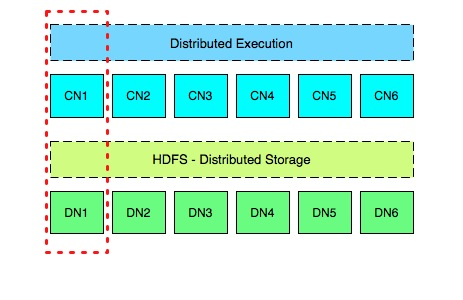 Distributed Execution
CN1 CN2 CN3 CN4 CN5 CN6
HDFS - Distributed Storage
DN1 DN2 DN3 DN4 DN5 DN6